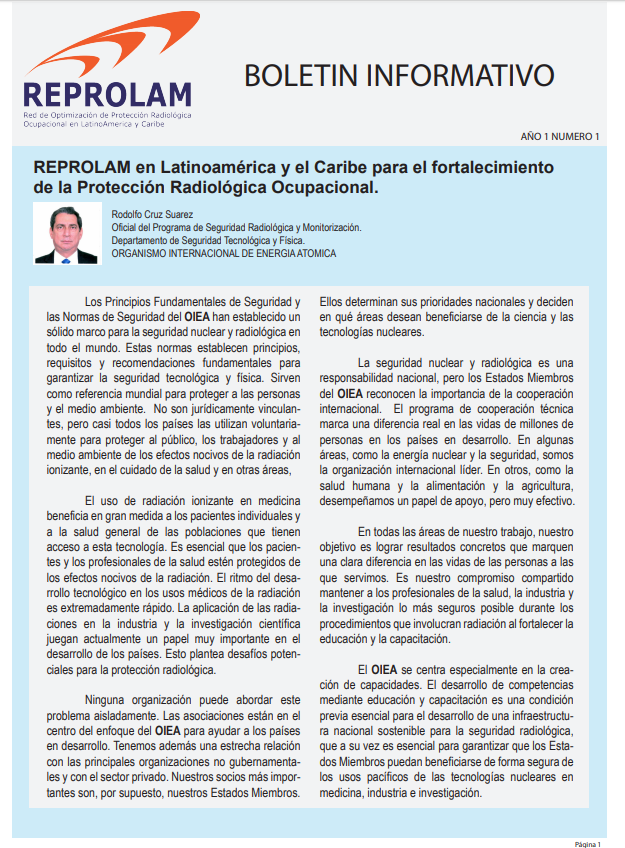 REPROLAM
Red de Optimización de Protección Radiológica
Ocupacional en LatinoAmerica y Caribe
BOLETIN INFORMATIVO
AÑO 1 NUMERO 1
REPROLAM en Latinoamérica y el Caribe para el fortalecimiento
de la Protección Radiológica Ocupacional.
Rodolfo Cruz Suarez
Oficial del Programa de Seguridad Radiológica y Monitorización.
Departamento de Seguridad Tecnológica y Física.
ORGANISMO INTERNACIONAL DE ENERGIA ATOMICA
Los Principios Fundamentales de Seguridad y
las Normas de Seguridad del OIEA han establecido un
sólido marco para la seguridad nuclear y radiológica en
todo el mundo. Estas normas establecen principios,
requisitos y recomendaciones fundamentales para
garantizar la seguridad tecnológica y física. Sirven
como referencia mundial para proteger a las personas
y el medio ambiente. No son jurídicamente vinculan-
tes, pero casi todos los países las utilizan voluntaria-
mente para proteger al público, los trabajadores y al
medio ambiente de los efectos nocivos de la radiación
ionizante, en el cuidado de la salud y en otras áreas,
El uso de radiación ionizante en medicina
beneficia en gran medida a los pacientes individuales y
a la salud general de las poblaciones que tienen
acceso a esta tecnología. Es esencial que los pacien-
tes y los profesionales de la salud estén protegidos de
los efectos nocivos de la radiación. El ritmo del desa-
rrollo tecnológico en los usos médicos de la radiación
es extremadamente rápido. La aplicación de las radia-
ciones en la industria y la investigación científica
juegan actualmente un papel muy importante en el
desarrollo de los países. Esto plantea desafíos poten-
ciales para la protección radiológica.
Ninguna organización puede abordar este
problema aisladamente. Las asociaciones están en el
centro del enfoque del OIEA para ayudar a los países
en desarrollo. Tenemos además una estrecha relación
con las principales organizaciones no gubernamenta-
les y con el sector privado. Nuestros socios más impor-
tantes son, por supuesto, nuestros Estados Miembros.
Ellos determinan sus prioridades nacionales y deciden
en qué áreas desean beneficiarse de la ciencia y las
tecnologías nucleares.
La seguridad nuclear y radiológica es una
responsabilidad nacional, pero los Estados Miembros
del OIEA reconocen la importancia de la cooperación
internacional. El programa de cooperación técnica
marca una diferencia real en las vidas de millones de
personas en los países en desarrollo. En algunas
áreas, como la energía nuclear y la seguridad, somos
la organización internacional líder. En otros, como la
salud humana y la alimentación y la agricultura,
desempeñamos un papel de apoyo, pero muy efectivo.
En todas las áreas de nuestro trabajo, nuestro
objetivo es lograr resultados concretos que marquen
una clara diferencia en las vidas de las personas a las
que servimos. Es nuestro compromiso compartido
mantener a los profesionales de la salud, la industria y
la investigación lo más seguros posible durante los
procedimientos que involucran radiación al fortalecer la
educación y la capacitación.
El OIEA se centra especialmente en la crea-
ción de capacidades. El desarrollo de competencias
mediante educación y capacitación es una condición
previa esencial para el desarrollo de una infraestructu-
ra nacional sostenible para la seguridad radiológica,
que a su vez es esencial para garantizar que los Esta-
dos Miembros puedan beneficiarse de forma segura de
los usos pacíficos de las tecnologías nucleares en
medicina, industria e investigación.
Página 1